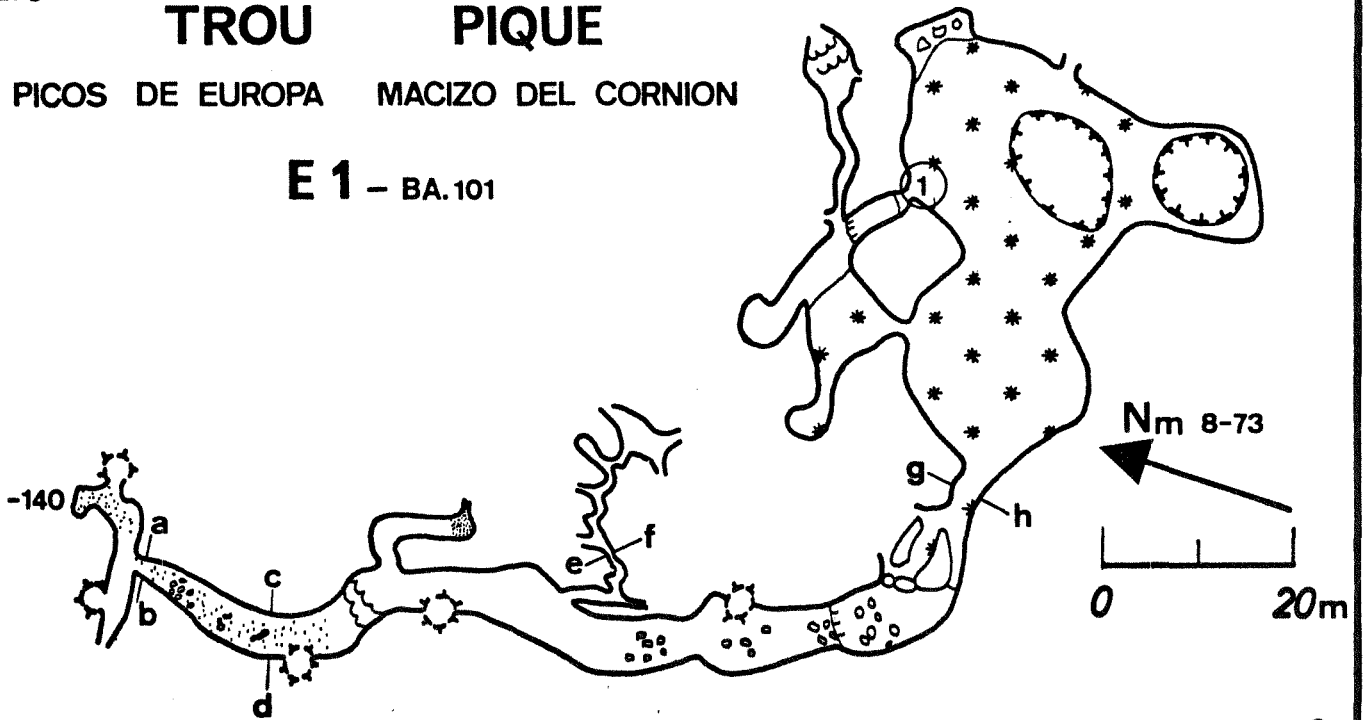 TROU PIQUE
PICOS DE EUROPA MACIZO DEL CORNION
E 1 - BA.101
1
Nm 8-73
g
h
-140
a
f
e
c
b
0 20m
d